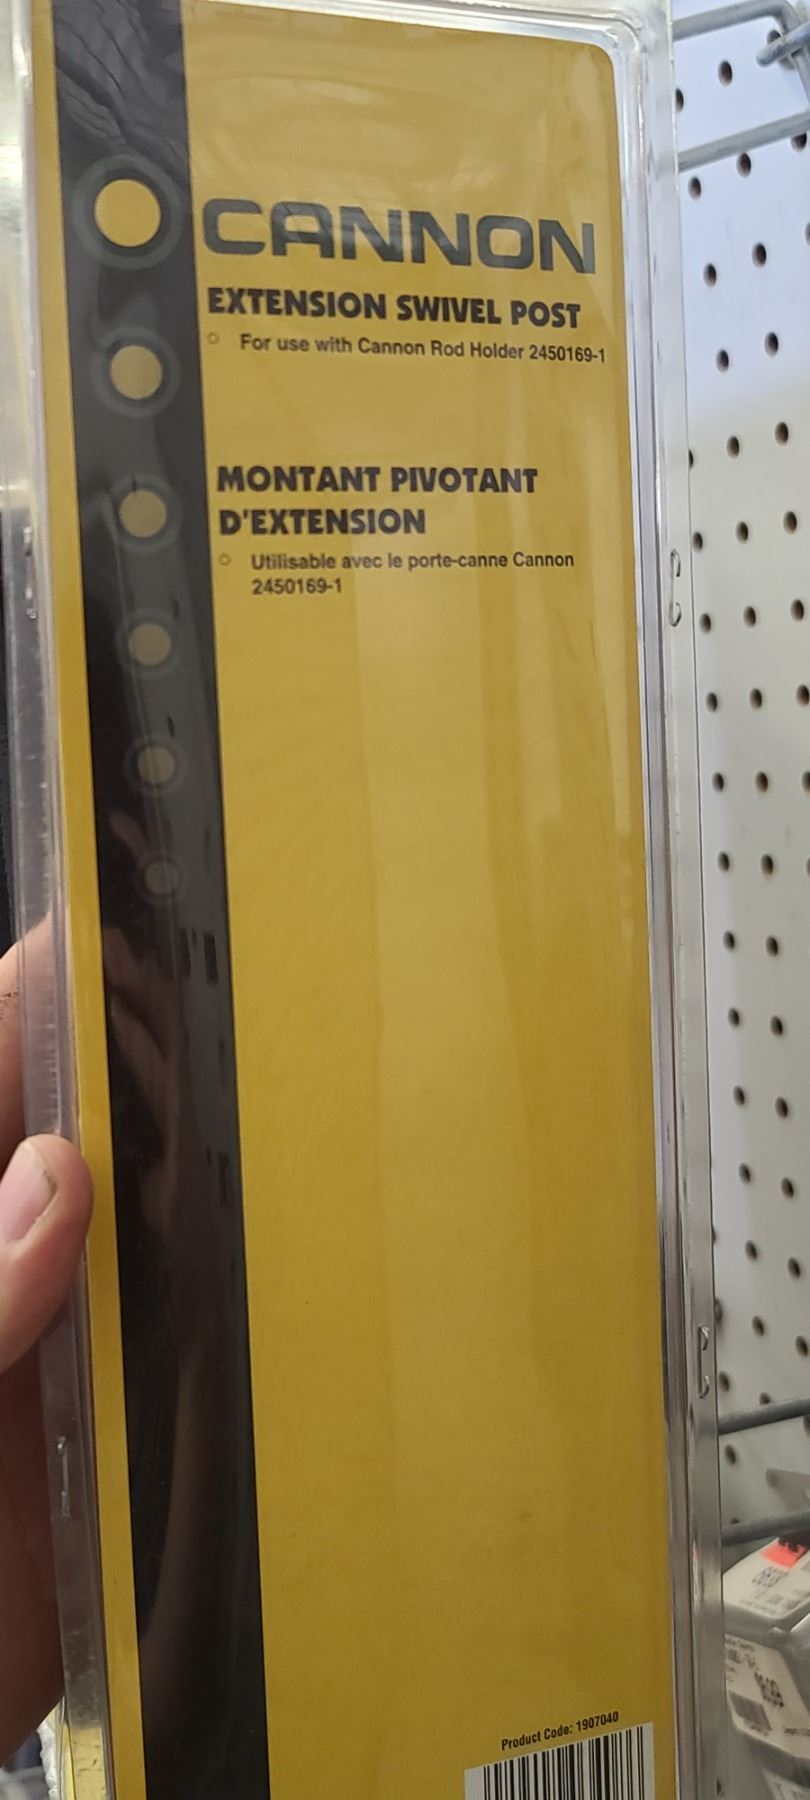 CANNON
EXTENSION SWIVEL POST
For use with Cannon Rod Holder 2450169-1
MONTANT PIVOTANT
D'EXTENSION
Utilisable avec le porte-canne Cannon
2450169-1
Product Code: 1907040